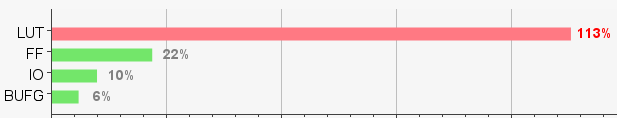 LUT 113%
FF 22%
IO 10%
BUFG 6%